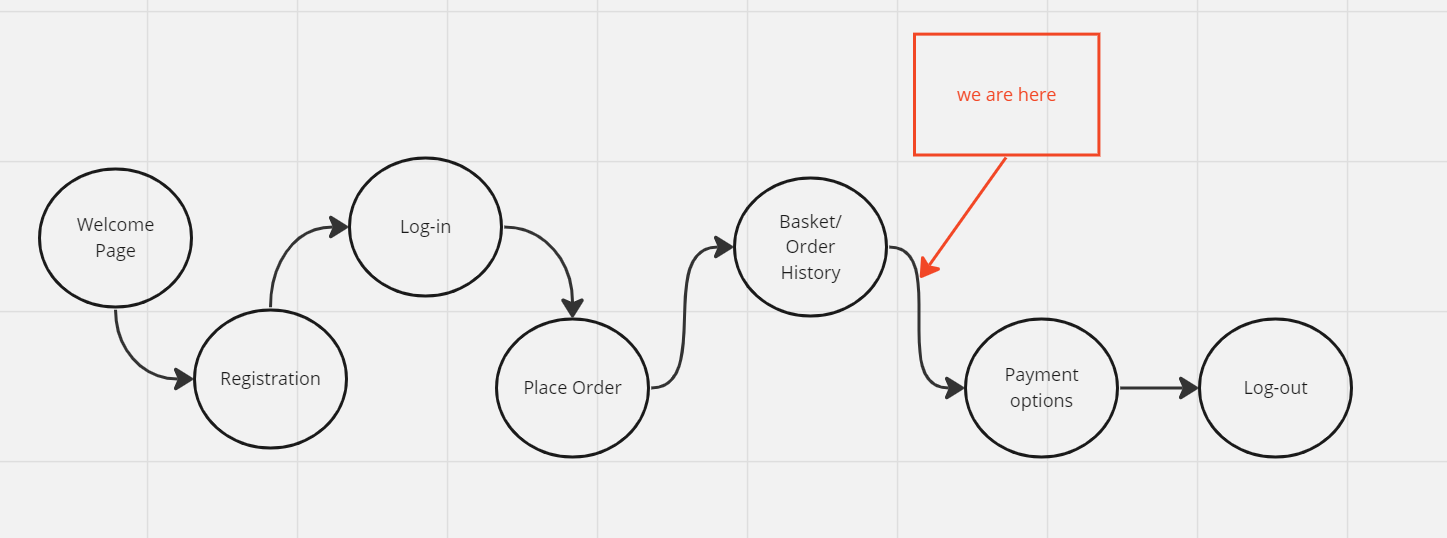 we are here
Welcome
Page
Log-in
Basket/
Order
History
Registration
Place Order
Payment
options
Log-out